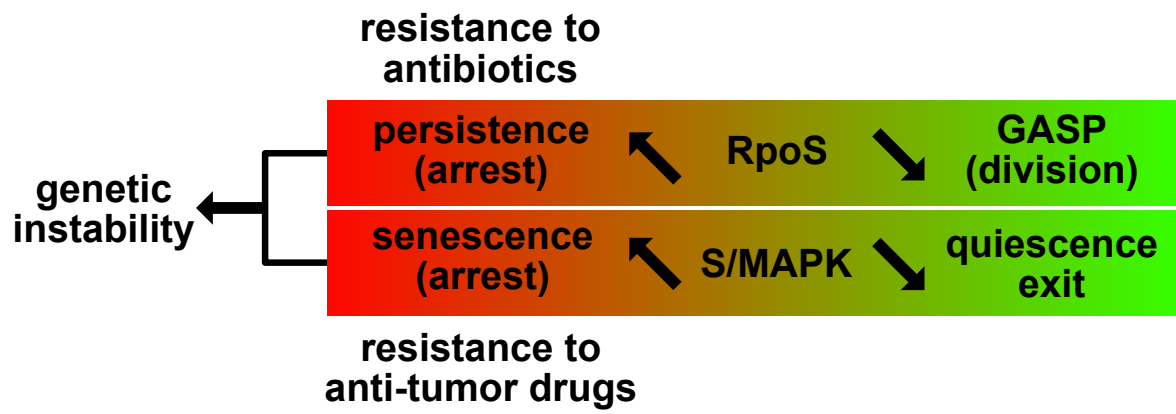 resistance to
antibiotics
persistence
(arrest)
RpoS
GASP
(division)
genetic
instability
senescence
(arrest)
S/MAPK
quiescence
exit
resistance to
anti-tumor drugs